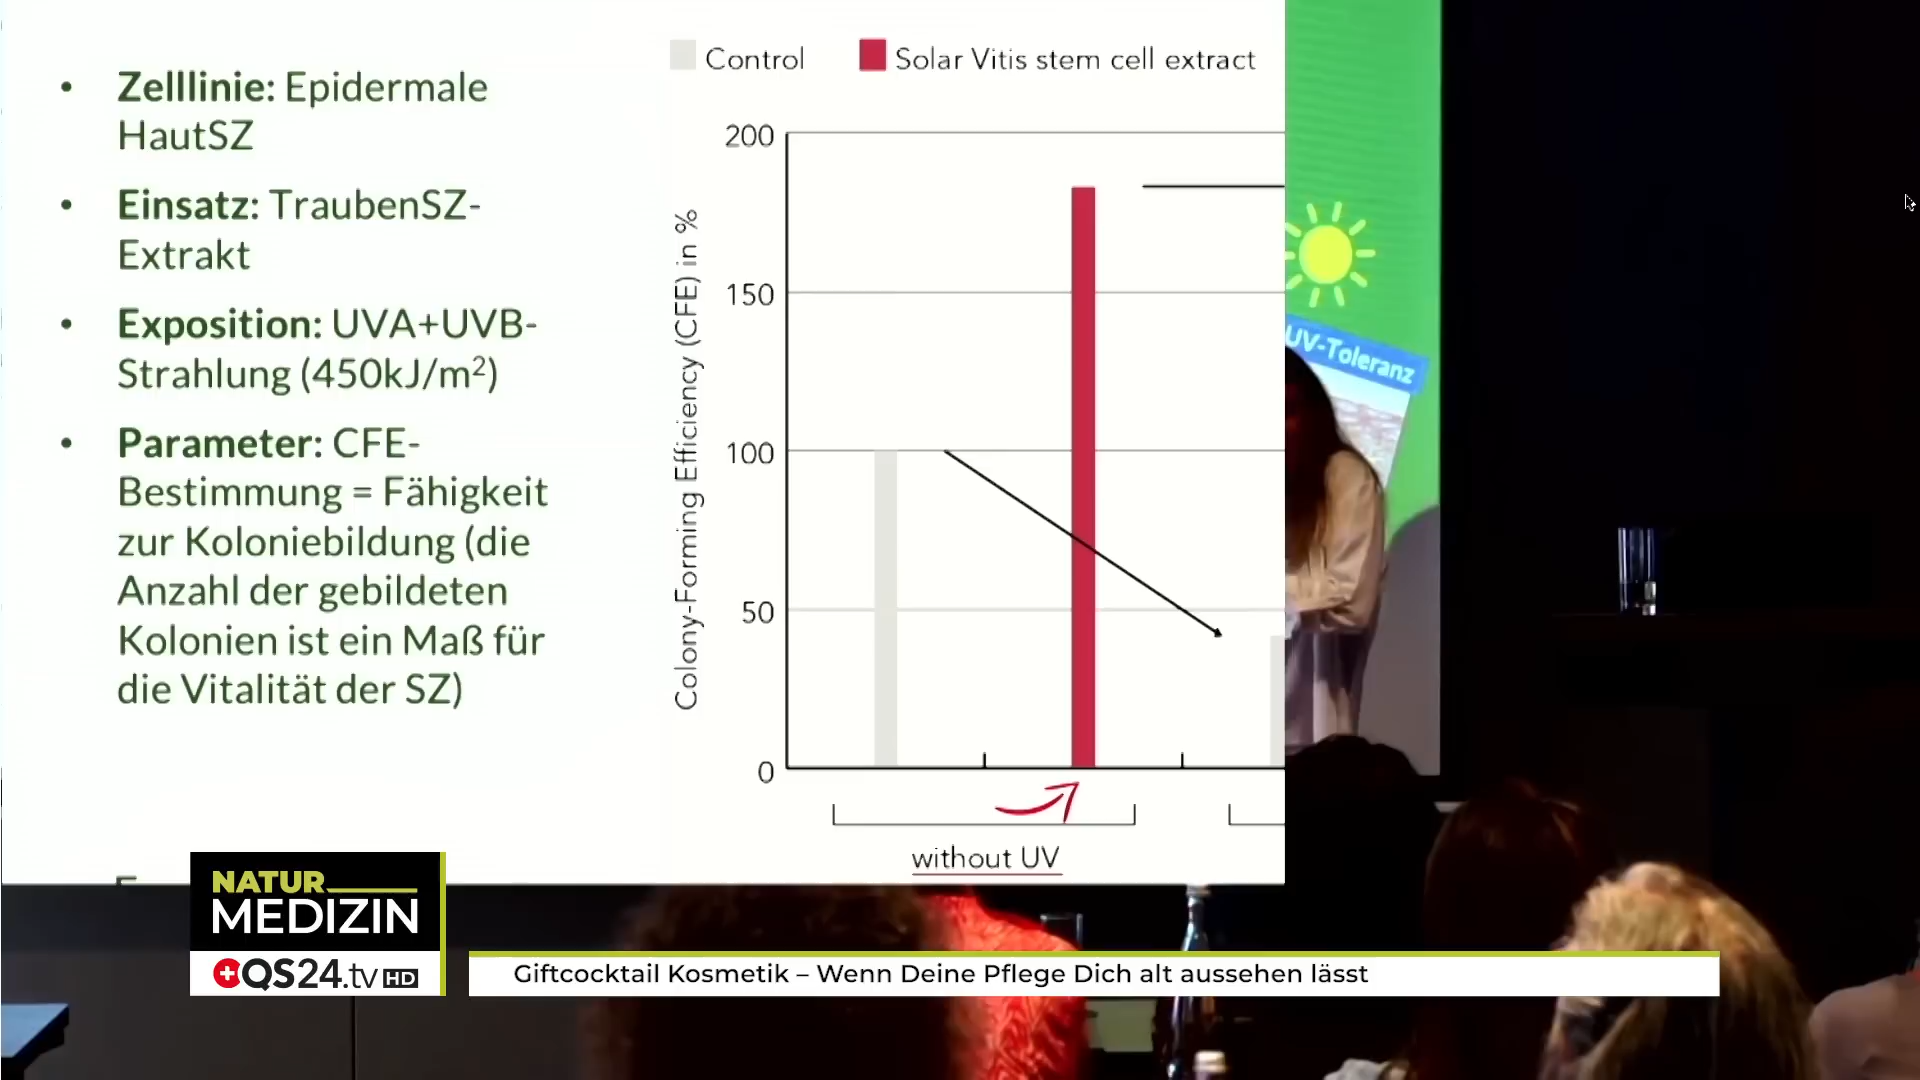 • Zelllinie: Epidermale
HautSZ
• Einsatz: TraubenSZ-
Extrakt
• Exposition: UVA+UVB-
Strahlung (450kJ/m²)
• Parameter: CFE-
Bestimmung = Fähigkeit
zur Koloniebildung (die
Anzahl der gebildeten
Kolonien ist ein Maß für
die Vitalität der SZ)
Control
Solar Vitis stem cell extract
Colony-Forming Efficiency (CFE) in %
200
150
100
50
0
without UV
UV-Toleranz
NATUR
MEDIZIN
QS24.tv HD
Giftcocktail Kosmetik – Wenn Deine Pflege Dich alt aussehen lässt